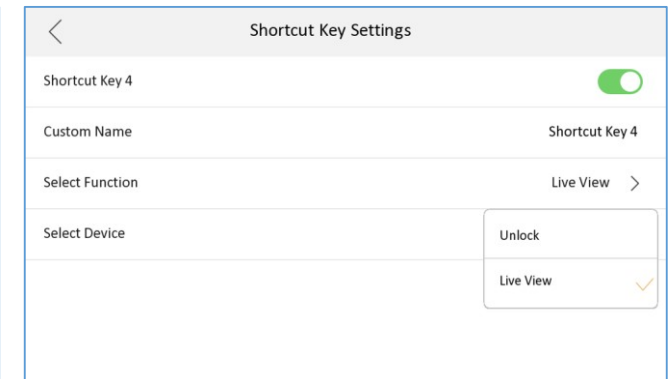 Shortcut Key Settings
Shortcut Key 4
Custom Name Shortcut Key 4
Select Function Live View
Select Device
Unlock
Live View